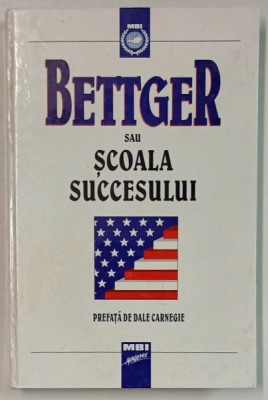 MBI
BETTGER
SAU
ȘCOALA
SUCCESULUI
PREFAȚĂ DE DALE CARNEGIE
MBI